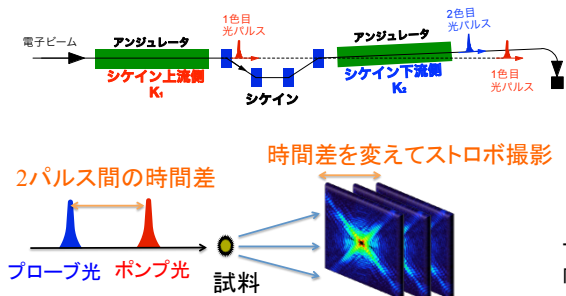 電子ビーム
アンジュレータ
シケイン上流側
K₁
1色目
光パルス
シケイン
アンジュレータ
シケイン下流側
K₂
2色目
光パルス
1色目
光パルス
2パルス間の時間差
プローブ光
ポンプ光
試料
時間差を変えてストロボ撮影